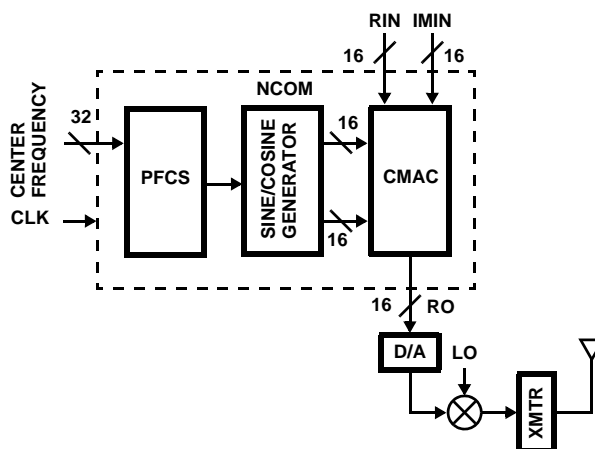 RIN IMIN
16 16
NCOM
CENTER
FREQUENCY
32
CLK
PFCS
SINE/COSINE
GENERATOR
16
16
CMAC
16 RO
D/A
LO
XMTR